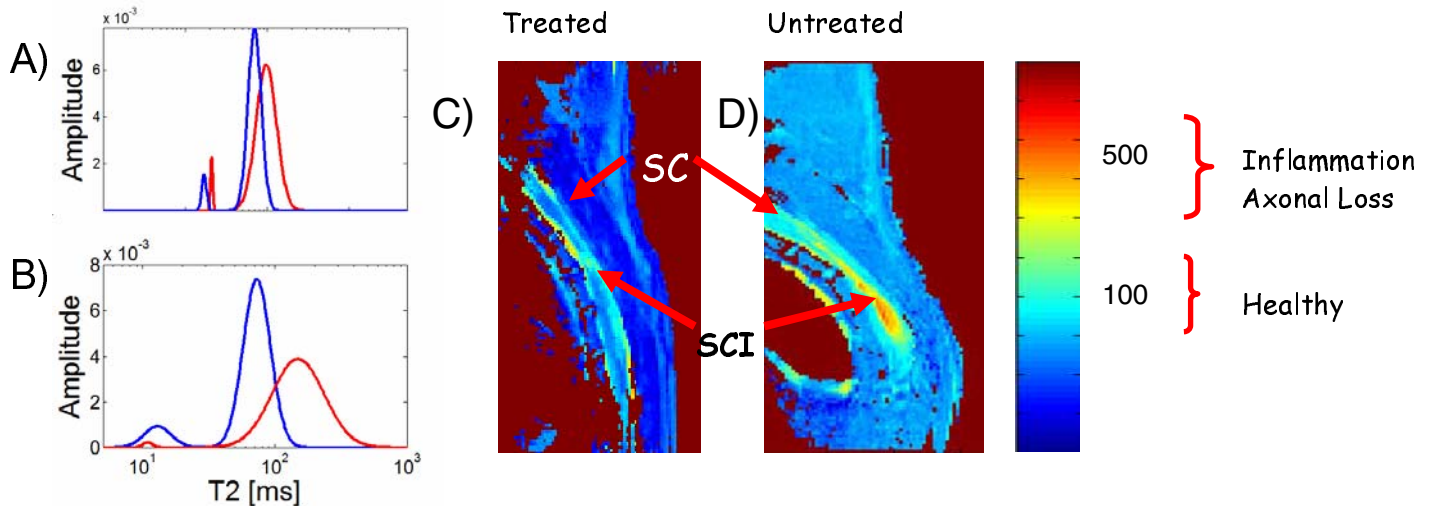 A)
x 10⁻³
6
4
2
Amplitude
B)
8 x 10⁻³
6
4
2
0
Amplitude
10¹ 10² 10³
T2 [ms]
Treated
Untreated
C)
D)
SC
SCI
500
100
Inflammation
Axonal Loss
Healthy